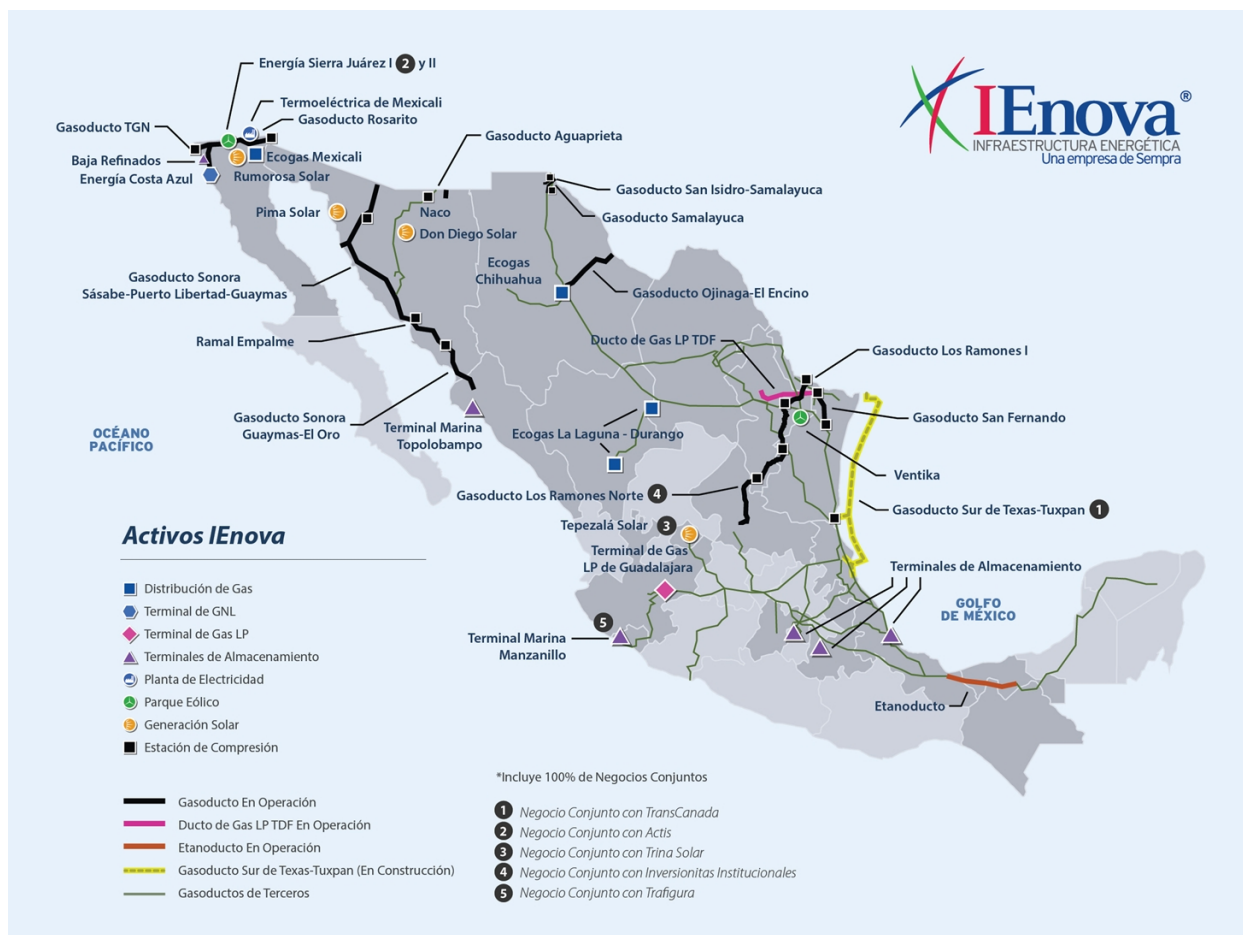 Energía Sierra Juárez I 2 y II
Termoeléctrica de Mexicali
Gasoducto Rosarito
Gasoducto TGN
Baja Refinados
Energía Costa Azul
Ecogas Mexicali
Rumorosa Solar
Gasoducto Aguaprieta
Pima Solar
Naco
Don Diego Solar
Gasoducto San Isidro-Samalayuca
Gasoducto Samalayuca
IEnova®
INFRAESTRUCTURA ENERGÉTICA
Una empresa de Sempra
Ecogas
Chihuahua
Gasoducto Sonora
Sásabe-Puerto Libertad-Guaymas
Gasoducto Ojinaga-El Encino
Ramal Empalme
Ducto de Gas LP TDF
Gasoducto Los Ramones I
Gasoducto Sonora
Guaymas-El Oro
Terminal Marina
Topolobampo
Ecogas La Laguna - Durango
Gasoducto San Fernando
OCÉANO
PACÍFICO
Ventika
Gasoducto Los Ramones Norte 4
Gasoducto Sur de Texas-Tuxpan 1
Tepezalá Solar 3
Terminal de Gas
LP de Guadalajara
Terminales de Almacenamiento
GOLFO
DE MÉXICO
5
Terminal Marina
Manzanillo
Etanoducto
Activos IEnova
Distribución de Gas
Terminal de GNL
Terminal de Gas LP
Terminales de Almacenamiento
Planta de Electricidad
Parque Eólico
Generación Solar
Estación de Compresión
Gasoducto En Operación
Ducto de Gas LP TDF En Operación
Etanoducto En Operación
Gasoducto Sur de Texas-Tuxpan (En Construcción)
Gasoductos de Terceros
*Incluye 100% de Negocios Conjuntos
1 Negocio Conjunto con TransCanada
2 Negocio Conjunto con Actis
3 Negocio Conjunto con Trina Solar
4 Negocio Conjunto con Inversionitas Institucionales
5 Negocio Conjunto con Trafigura